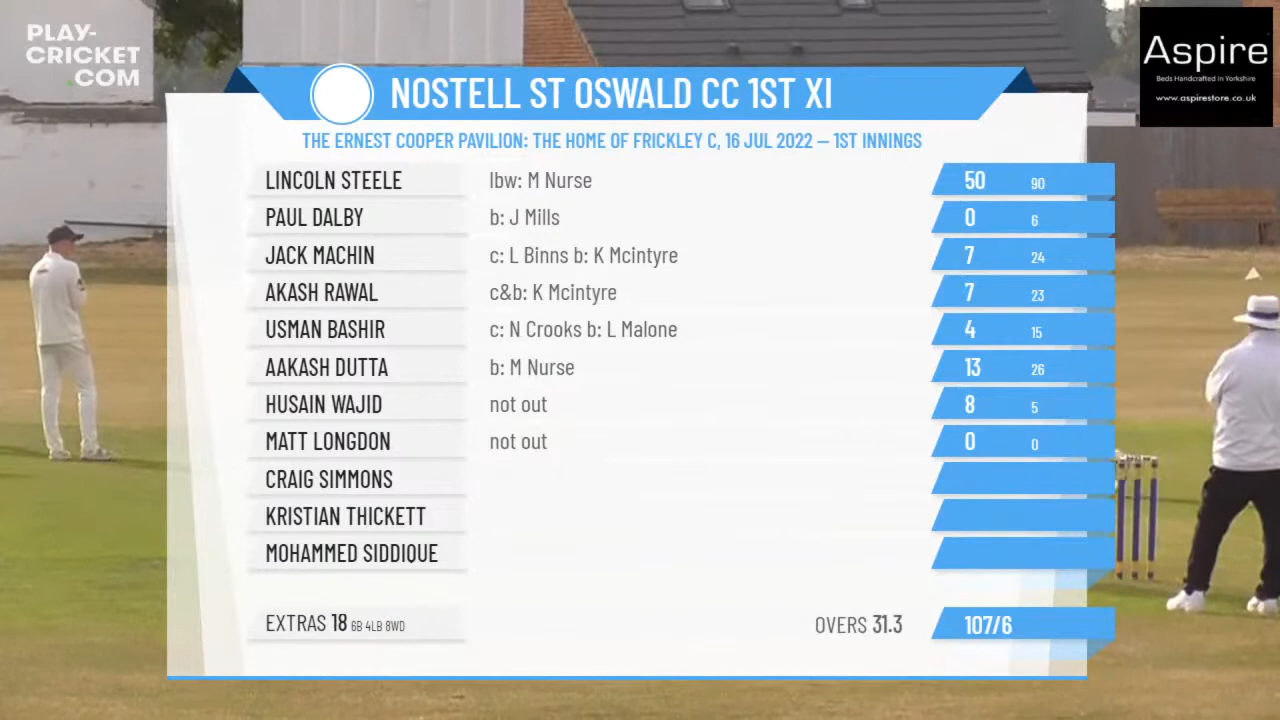 PLAY-
CRICKET
.COM
Aspire
Beds Handcrafted in Yorkshire
www.aspirestore.co.uk
NOSTELL ST OSWALD CC 1ST XI
THE ERNEST COOPER PAVILION: THE HOME OF FRICKLEY C, 16 JUL 2022 – 1ST INNINGS
LINCOLN STEELE lbw: M Nurse 50 90
PAUL DALBY b: J Mills 0 6
JACK MACHIN c: L Binns b: K Mcintyre 7 24
AKASH RAWAL c&b: K Mcintyre 7 23
USMAN BASHIR c: N Crooks b: L Malone 4 15
AAKASH DUTTA b: M Nurse 13 26
HUSAIN WAJID not out 8 5
MATT LONGDON not out 0 0
CRAIG SIMMONS
KRISTIAN THICKETT
MOHAMMED SIDDIQUE
EXTRAS 18 6B 4LB 8WD OVERS 31.3 107/6